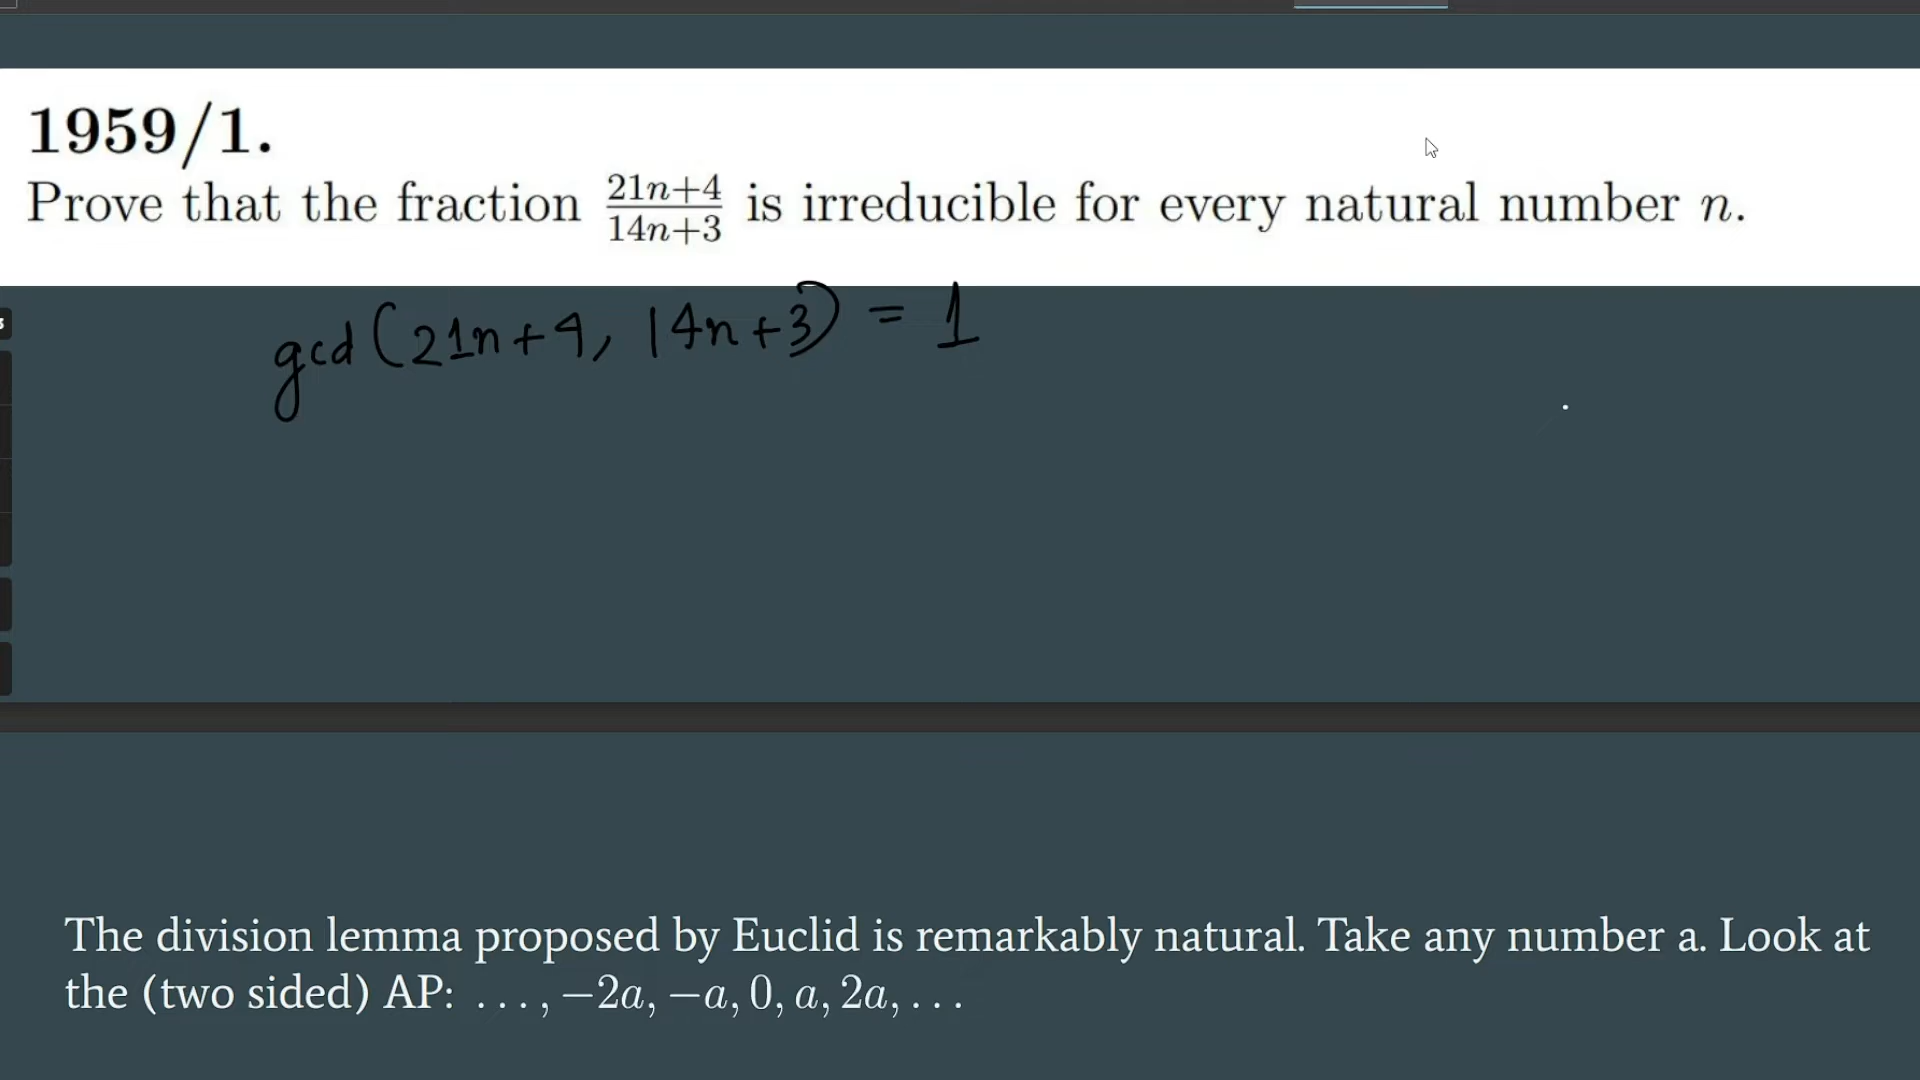 1959/1.
Prove that the fraction \frac{21n+4}{14n+3} is irreducible for every natural number n.
gcd(21n+4, 14n+3) = 1
The division lemma proposed by Euclid is remarkably natural. Take any number a. Look at
the (two sided) AP: ..., −2a, −a, 0, a, 2a, ...